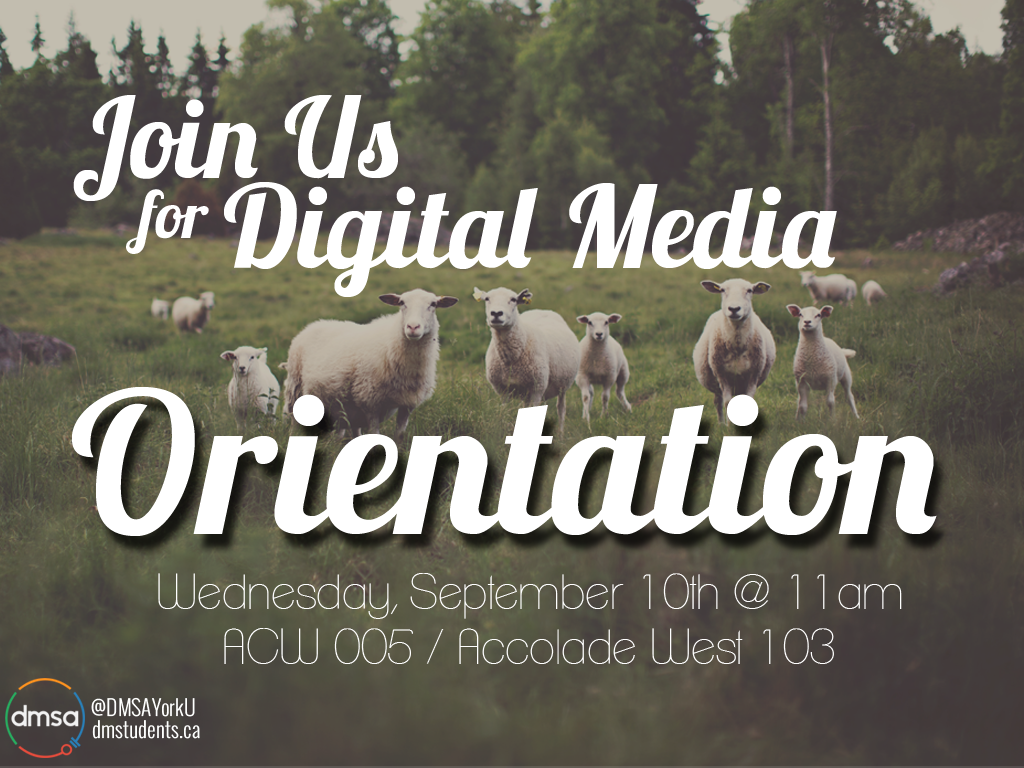 Join Us
for Digital Media
Orientation
Wednesday, September 10th @ 11am
ACW 005 / Accolade West 103
dmsa
@DMSAYorkU
dmstudents.ca